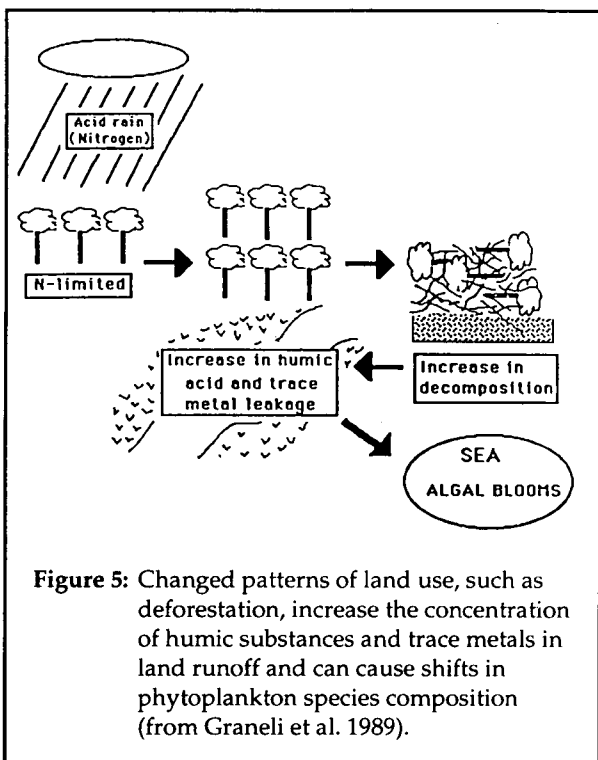 Acid rain
(Nitrogen)
N-limited
Increase in humic
acid and trace
metal leakage
Increase in
decomposition
SEA
ALGAL BLOOMS
Figure 5: Changed patterns of land use, such as
deforestation, increase the concentration
of humic substances and trace metals in
land runoff and can cause shifts in
phytoplankton species composition
(from Graneli et al. 1989).